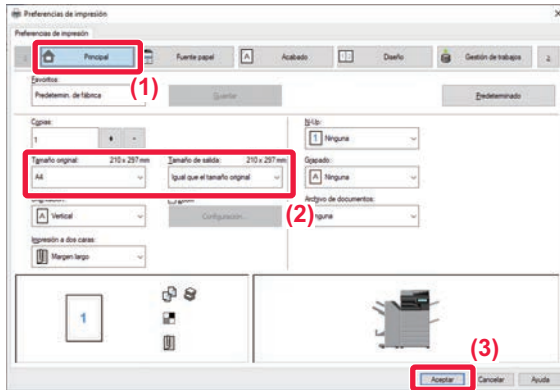 Preferencias de impresión
Preferencias de impresión
Principal
Fuente papel
Acabado
Diseño
Gestión de trabajos
(1)
Favoritos:
Predetermin. de fábrica
Guardar
Predeterminado
Copias:
1
N-Up:
1 Ninguna
Tamaño original: 210 x 297 mm
Tamaño de salida: 210 x 297 mm
A4
Igual que el tamaño original
Grapado:
A Ninguna
(2)
Archivo de documentos:
A Vertical
Configuración...
Ninguna
Impresión a dos caras:
Margen largo
1
(3)
Aceptar
Cancelar
Ayuda